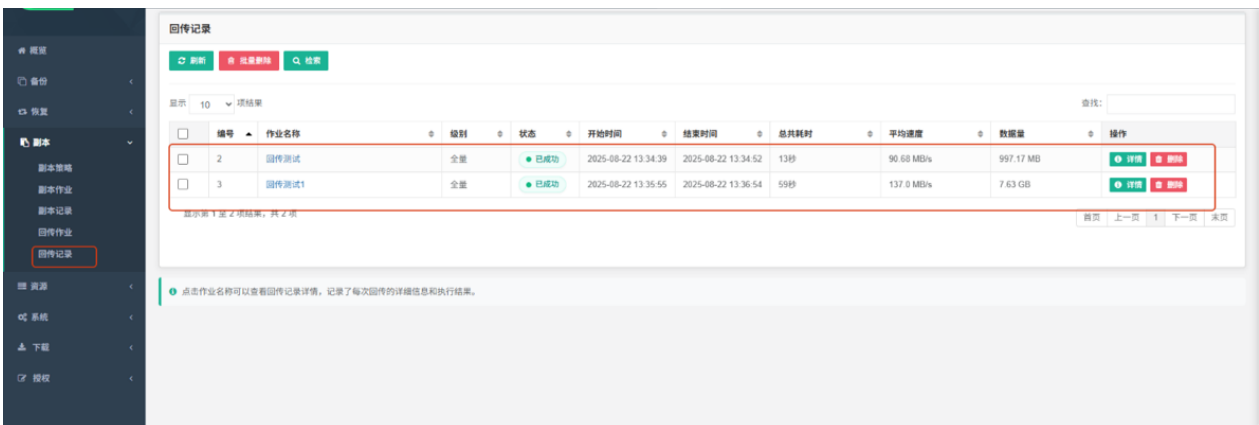 回传记录
概览
刷新 批量删除 检索
备份
恢复
显示 10 项结果
查找:
副本
编号 作业名称 级别 状态 开始时间 结束时间 总共耗时 平均速度 数据量 操作
2 回传测试 全量 已成功 2025-08-22 13:34:39 2025-08-22 13:34:52 13秒 90.68 MB/s 997.17 MB 详情 删除
副本策略
3 回传测试1 全量 已成功 2025-08-22 13:35:55 2025-08-22 13:36:54 59秒 137.0 MB/s 7.63 GB 详情 删除
副本作业
副本记录
显示第 1 至 2 项结果，共 2 项
首页 上一页 1 下一页 末页
回传作业
回传记录
资源
点击作业名称可以查看回传记录详情。记录了每次回传的详细信息和执行结果。
系统
下载
授权